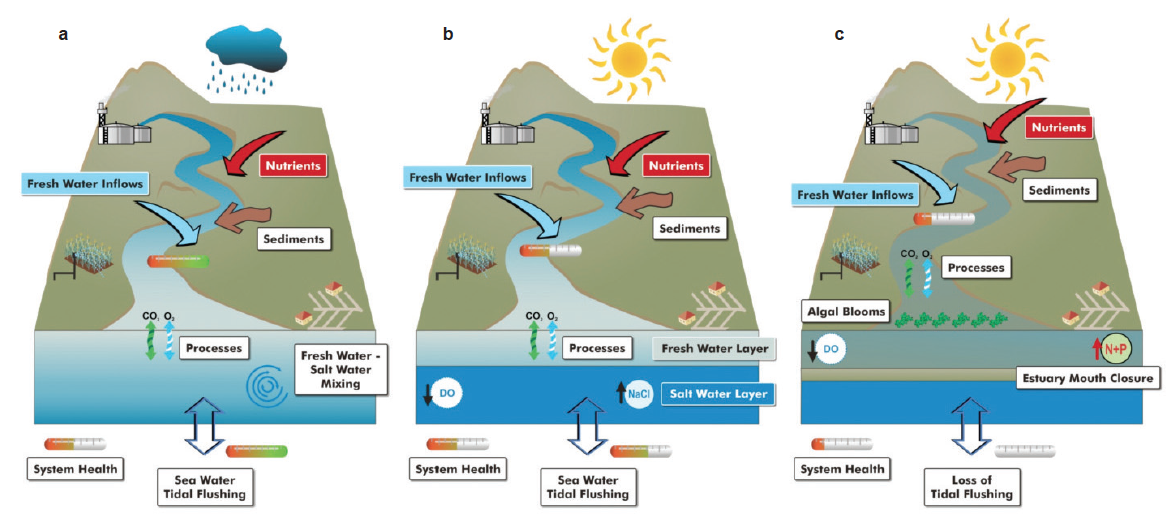 a
Nutrients
Fresh Water Inflows
Sediments
CO₂ O₂
Processes
Fresh Water -
Salt Water
Mixing
System Health
Sea Water
Tidal Flushing
b
Nutrients
Fresh Water Inflows
Sediments
CO₂ O₂
Processes
Fresh Water Layer
DO
NaCl
Salt Water Layer
System Health
Sea Water
Tidal Flushing
c
Nutrients
Sediments
Fresh Water Inflows
CO₂ O₂
Processes
Algal Blooms
DO
N+P
Estuary Mouth Closure
System Health
Loss of
Tidal Flushing